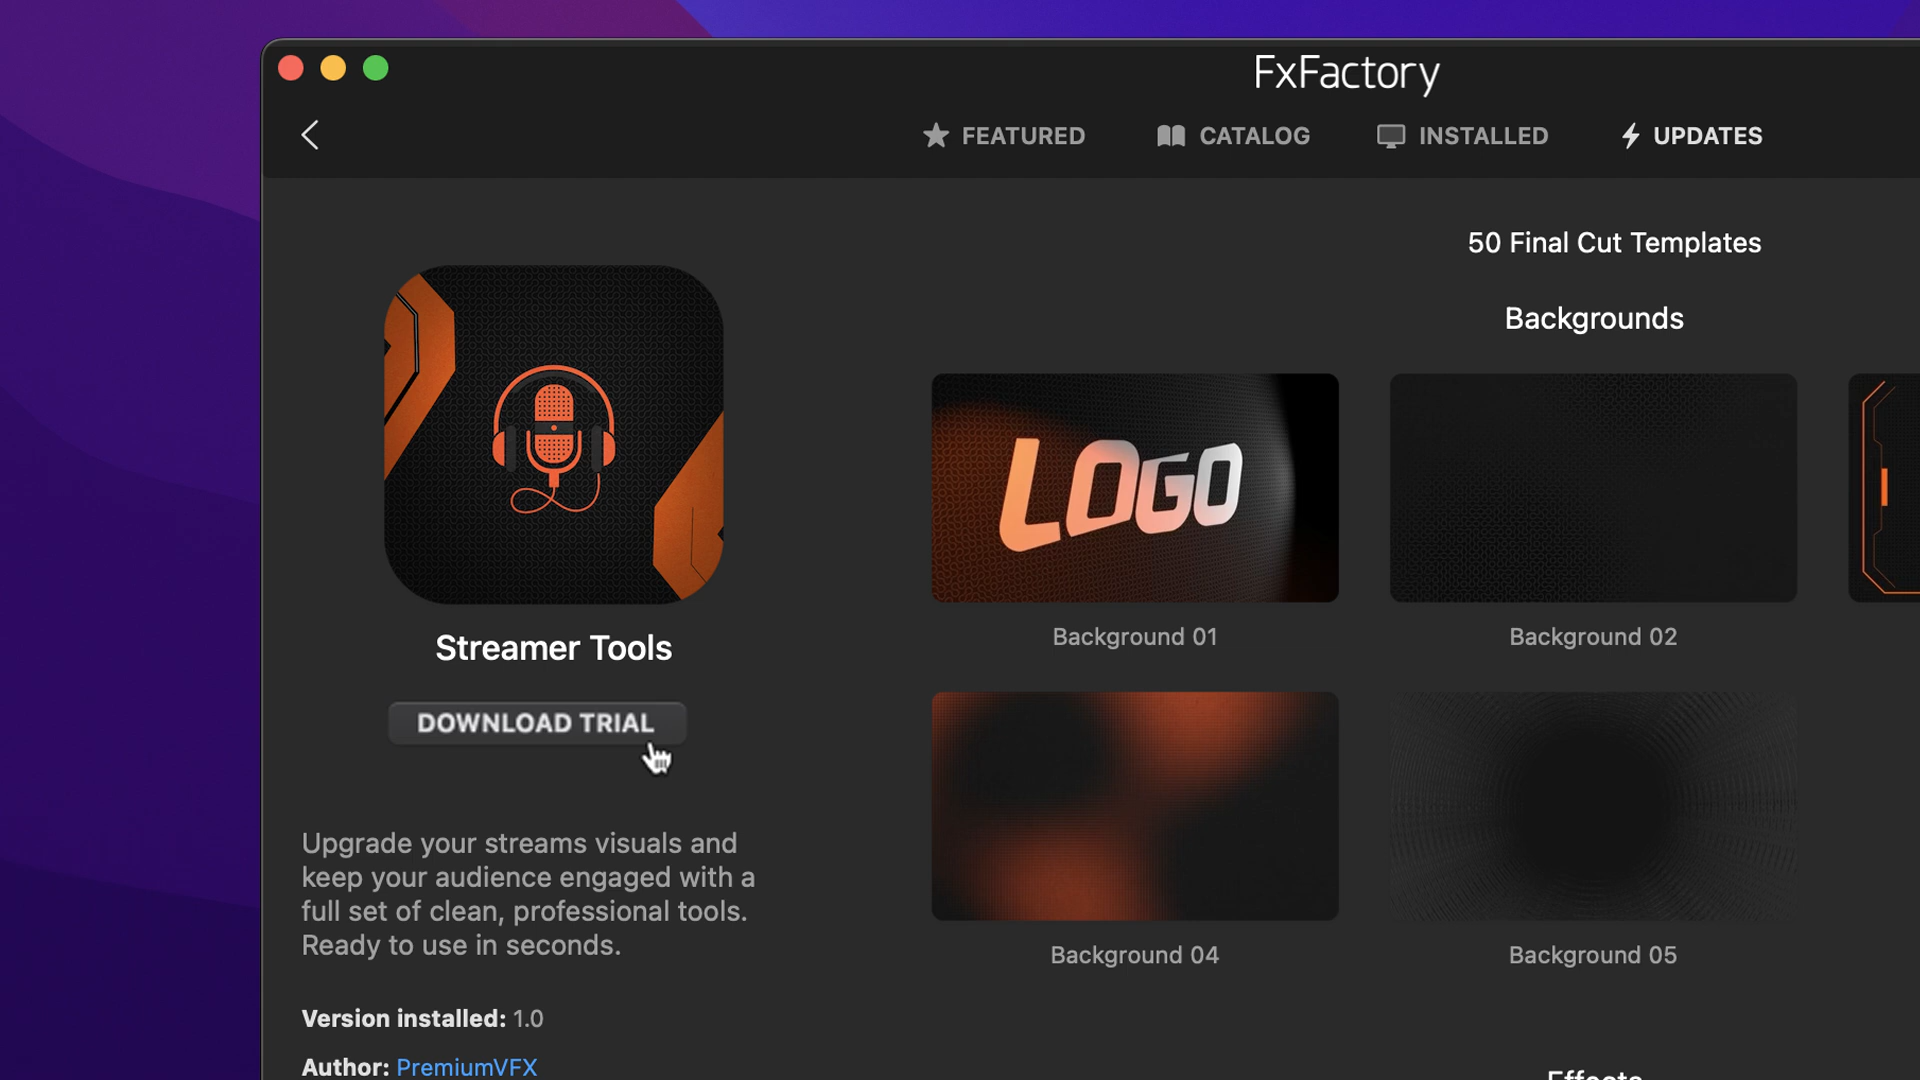 FxFactory
FEATURED
CATALOG
INSTALLED
UPDATES
50 Final Cut Templates
Backgrounds
Streamer Tools
DOWNLOAD TRIAL
Upgrade your streams visuals and
keep your audience engaged with a
full set of clean, professional tools.
Ready to use in seconds.
Version installed: 1.0
Author: PremiumVFX
LOGO
Background 01
Background 02
Background 04
Background 05
Effects